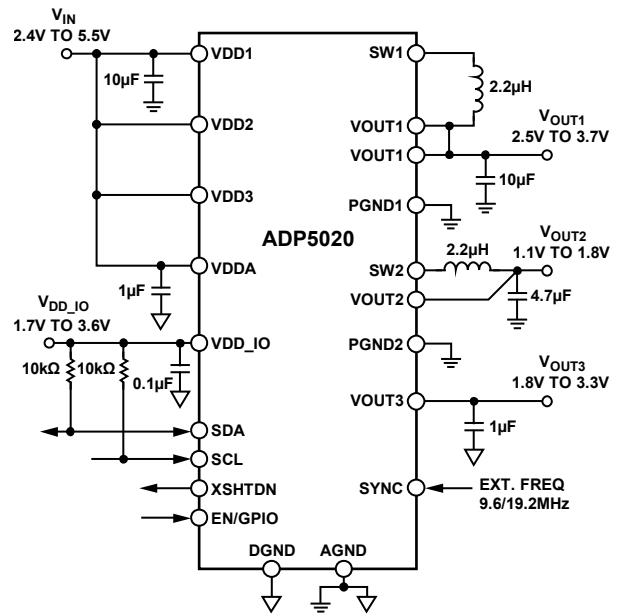 VIN
2.4V TO 5.5V
10µF
VDD1
VDD2
VDD3
VDDA
1µF
VDD_IO
1.7V TO 3.6V
10kΩ
10kΩ
0.1µF
VDD_IO
SDA
SCL
XSHTDN
EN/GPIO
ADP5020
DGND
AGND
SW1
2.2µH
VOUT1
VOUT1
VOUT1
2.5V TO 3.7V
10µF
PGND1
2.2µH
SW2
VOUT2
VOUT2
1.1V TO 1.8V
4.7µF
PGND2
VOUT3
VOUT3
1.8V TO 3.3V
1µF
SYNC
EXT. FREQ
9.6/19.2MHz